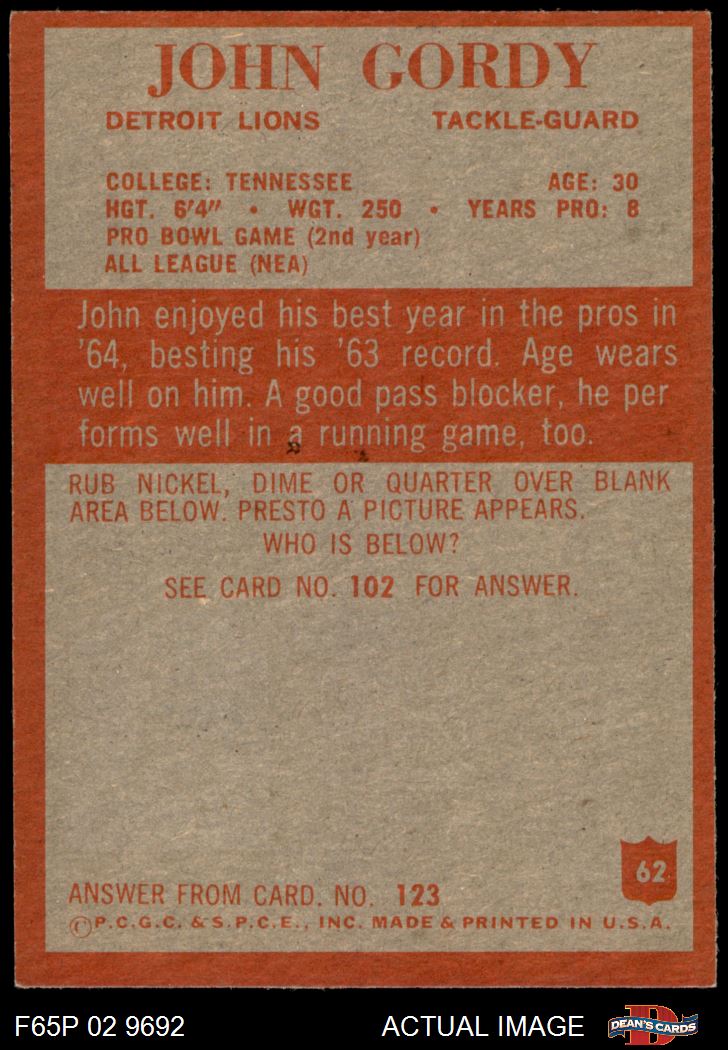 JOHN GORDY
DETROIT LIONS TACKLE-GUARD
COLLEGE: TENNESSEE AGE: 30
HGT. 6'4" • WGT. 250 • YEARS PRO: 8
PRO BOWL GAME (2nd year)
ALL LEAGUE (NEA)
John enjoyed his best year in the pros in
'64, besting his '63 record. Age wears
well on him. A good pass blocker, he per
forms well in a running game, too.
RUB NICKEL, DIME OR QUARTER OVER BLANK
AREA BELOW. PRESTO A PICTURE APPEARS.
WHO IS BELOW?
SEE CARD NO. 102 FOR ANSWER.
62
ANSWER FROM CARD. NO. 123
©P.C.G.C. & S.P.C.E., INC. MADE & PRINTED IN U.S.A.
F65P 02 9692 ACTUAL IMAGE D DEAN'S CARDS